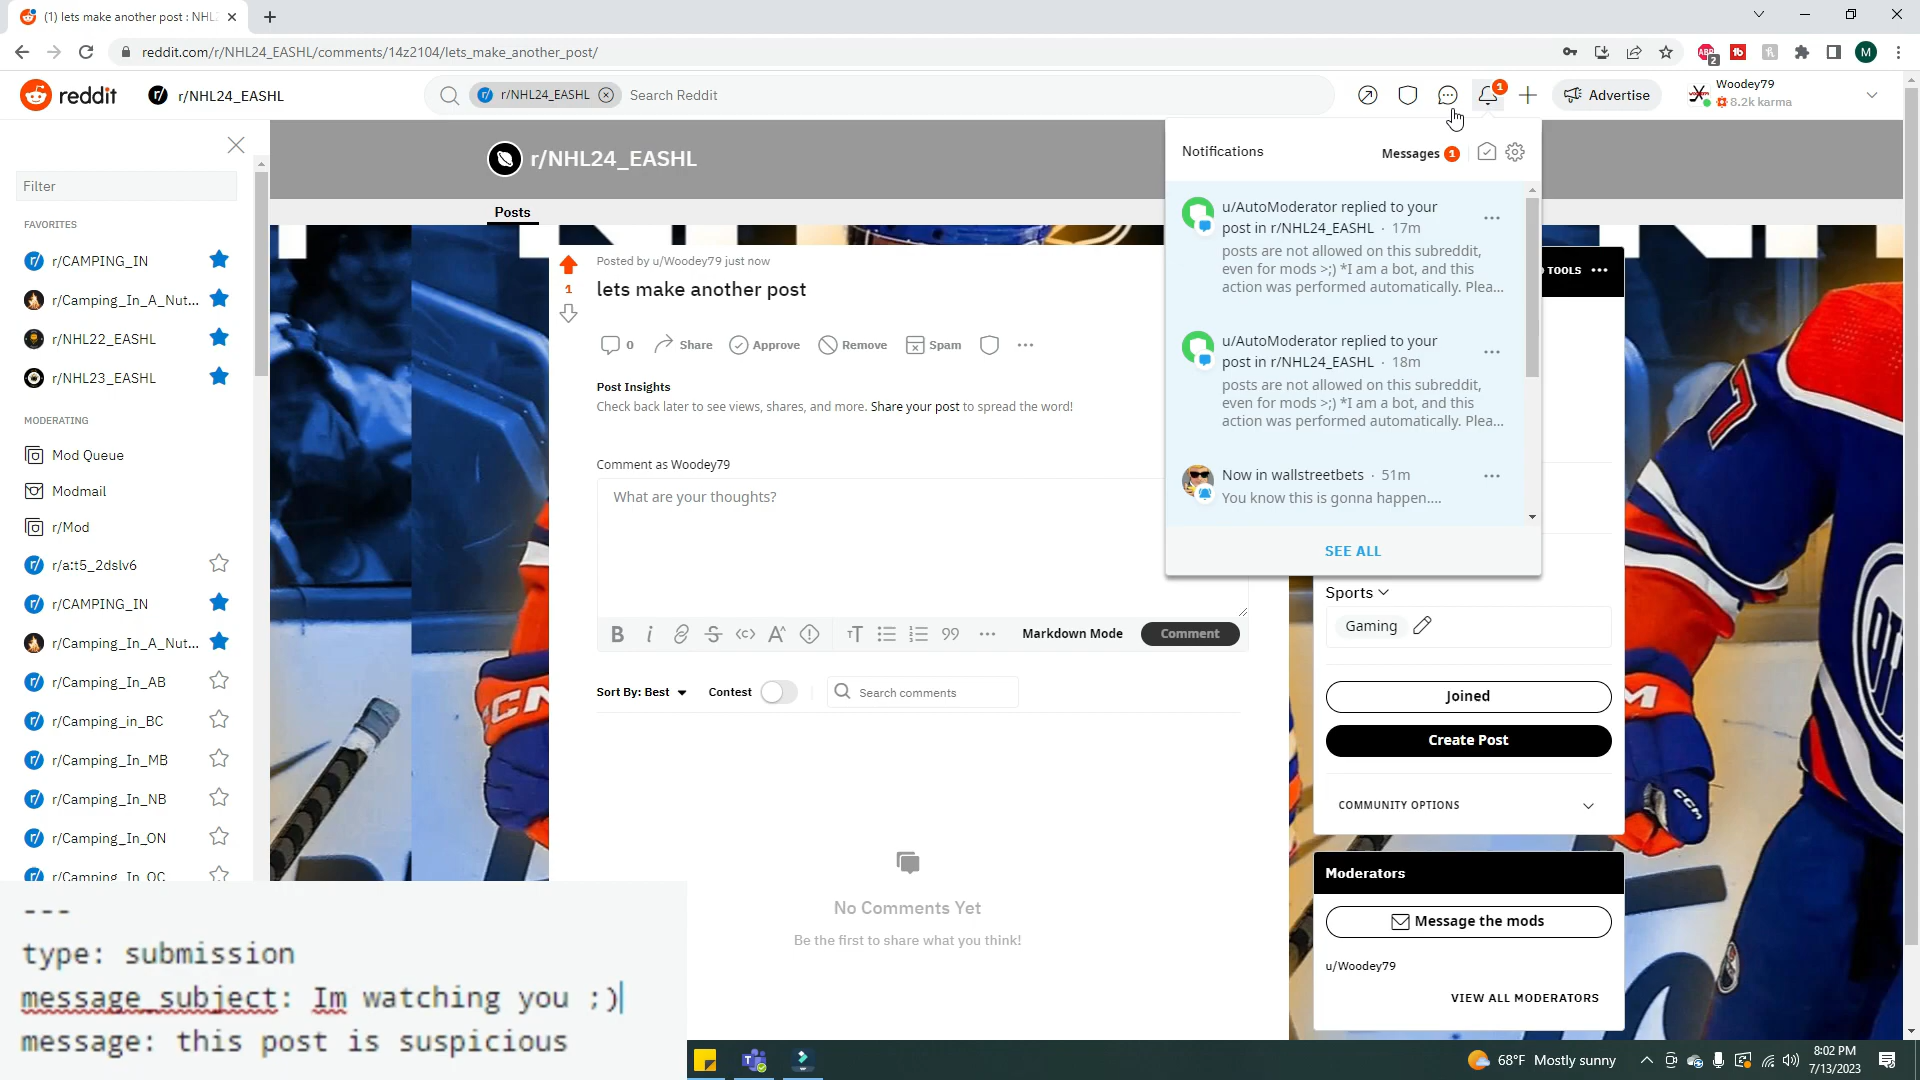 (1) lets make another post : NHL
reddit.com/r/NHL24_EASHL/comments/14z2104/lets_make_another_post/
ABP 2
M
reddit r/NHL24_EASHL
r/NHL24_EASHL Search Reddit
1
Advertise
Woodey79
8.2k karma
Filter
FAVORITES
r/CAMPING_IN
r/Camping_In_A_Nut...
r/NHL22_EASHL
r/NHL23_EASHL
MODERATING
Mod Queue
Modmail
r/Mod
r/a:t5_2dslv6
r/CAMPING_IN
r/Camping_In_A_Nut...
r/Camping_In_AB
r/Camping_in_BC
r/Camping_In_MB
r/Camping_In_NB
r/Camping_In_ON
r/Camping_In_QC
r/NHL24_EASHL
Posts
Posted by u/Woodey79 just now
1
lets make another post
0 Share Approve Remove Spam
Post Insights
Check back later to see views, shares, and more. Share your post to spread the word!
Comment as Woodey79
What are your thoughts?
Markdown Mode Comment
Sort By: Best Contest Search comments
No Comments Yet
Be the first to share what you think!
Notifications Messages 1
u/AutoModerator replied to your
post in r/NHL24_EASHL · 17m
posts are not allowed on this subreddit,
even for mods >;) *I am a bot, and this
action was performed automatically. Plea...
u/AutoModerator replied to your
post in r/NHL24_EASHL · 18m
posts are not allowed on this subreddit,
even for mods >;) *I am a bot, and this
action was performed automatically. Plea...
Now in wallstreetbets · 51m
You know this is gonna happen....
SEE ALL
TOOLS
Sports
Gaming
Joined
Create Post
COMMUNITY OPTIONS
Moderators
Message the mods
u/Woodey79
VIEW ALL MODERATORS
CCM
CCM
---
type: submission
message_subject: Im watching you ;)
message: this post is suspicious
68°F Mostly sunny
8:02 PM
7/13/2023